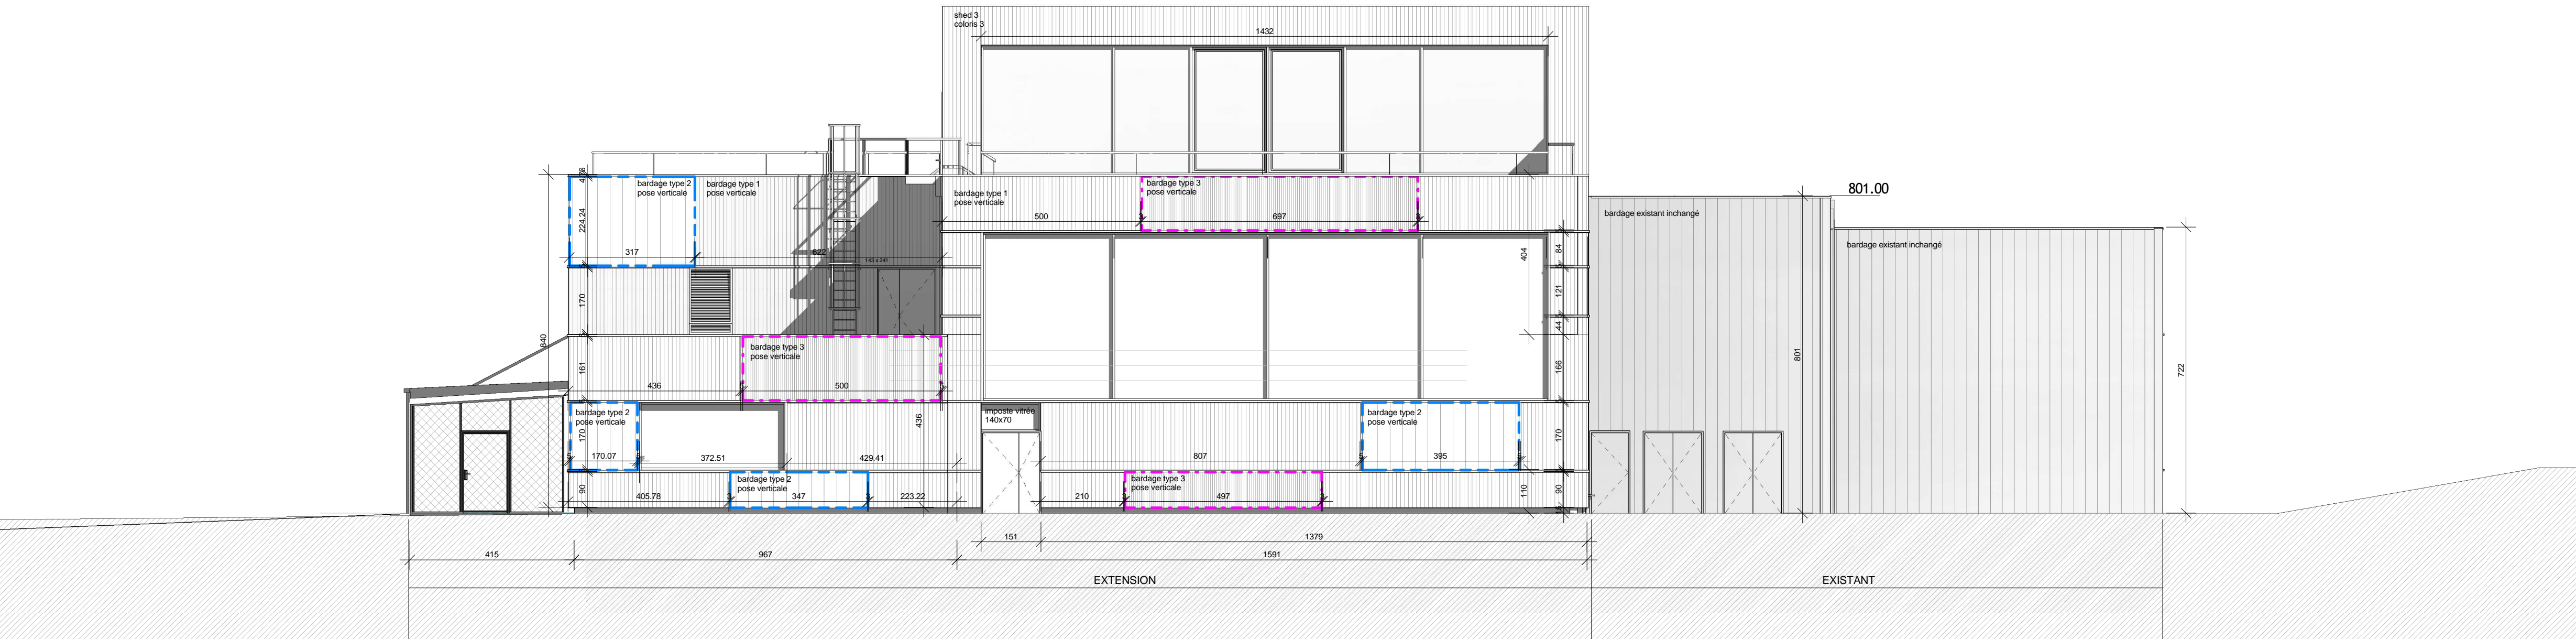 shed 3
coloris 3
1432
bardage type 2
pose verticale
bardage type 1
pose verticale
bardage type 1
pose verticale
bardage type 3
pose verticale
801.00
bardage existant inchangé
bardage existant inchangé
224.24
317
622
143 x 241
500
697
404
84
121
44
170
840
161
bardage type 3
pose verticale
436
500
166
801
722
bardage type 2
pose verticale
170
170.07
372.51
429.41
436
imposte vitrée
140x70
807
bardage type 2
pose verticale
395
170
90
bardage type 2
pose verticale
405.78
347
223.22
210
bardage type 3
pose verticale
497
110
90
15
151
1379
415
967
1591
EXTENSION
EXISTANT